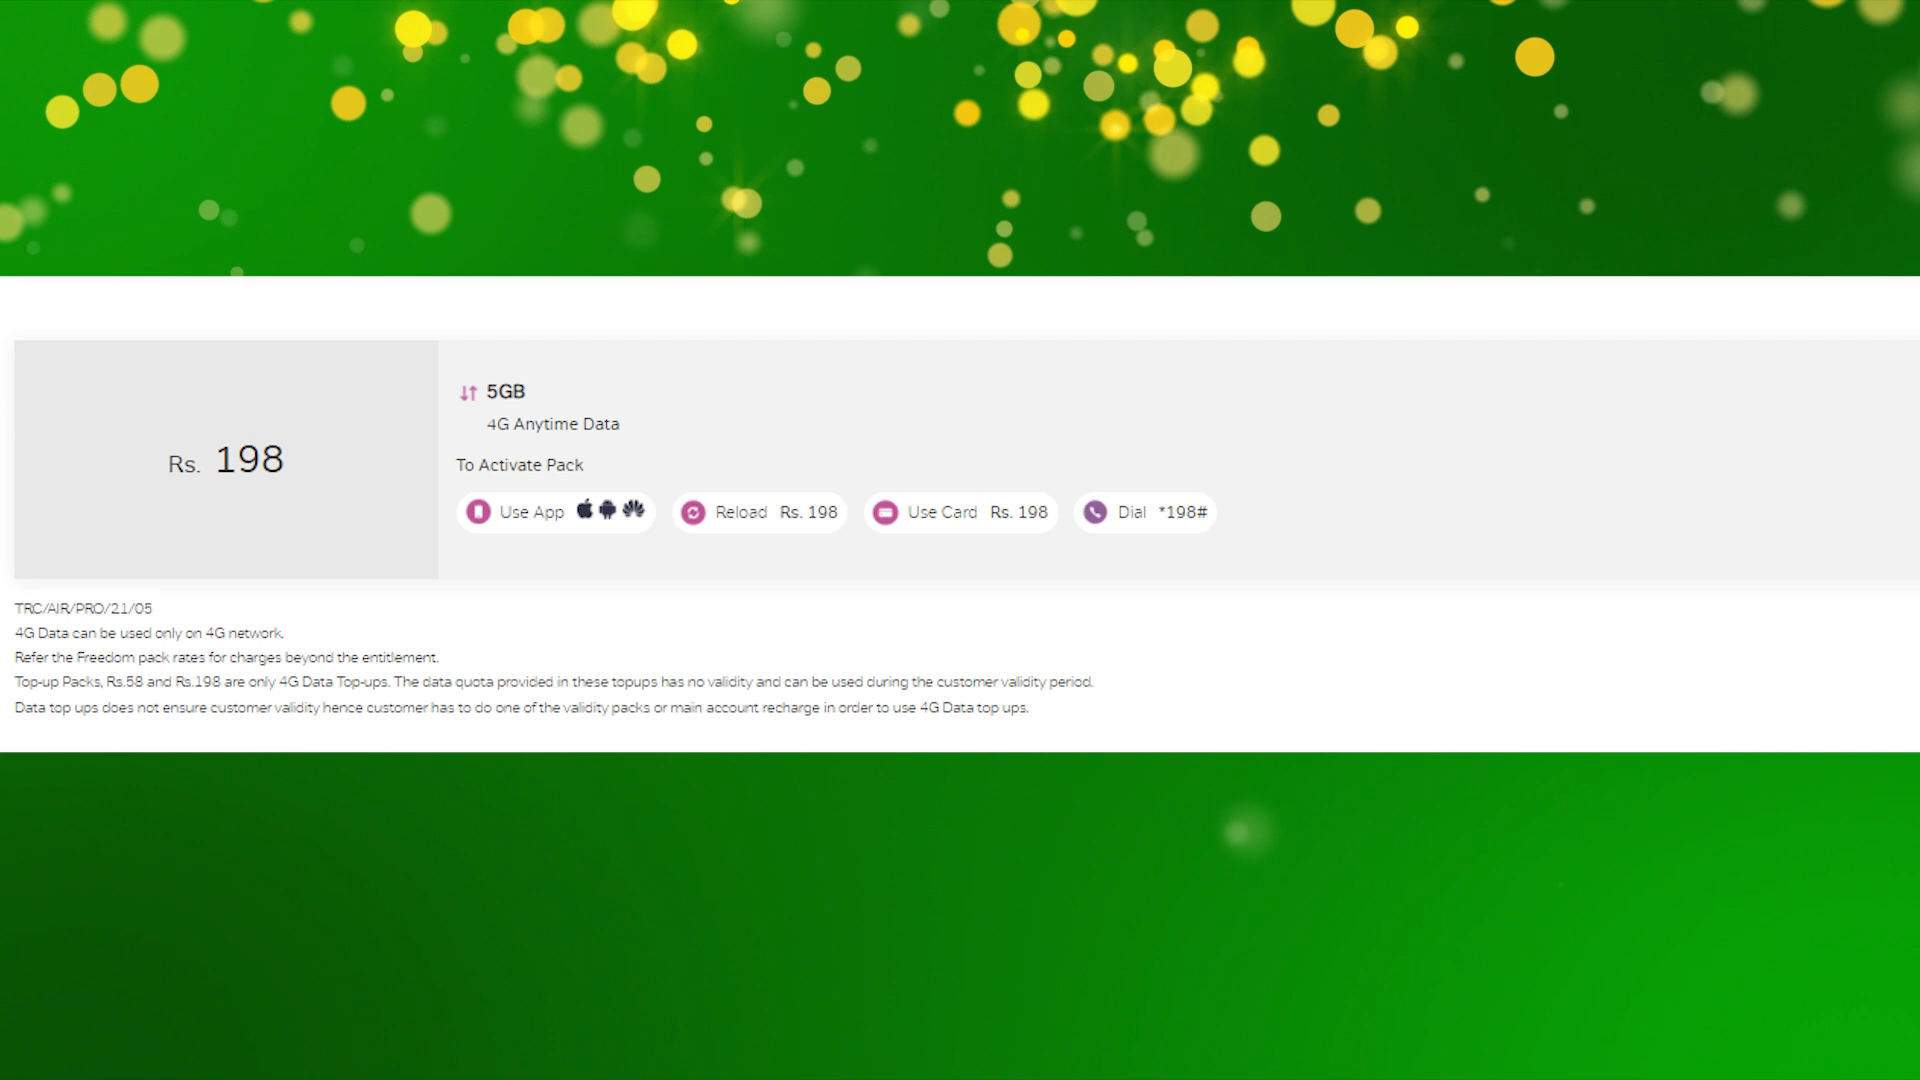 Rs. 198
5GB
4G Anytime Data
To Activate Pack
Use App
Reload Rs. 198
Use Card Rs. 198
Dial *198#
TRC/AIR/PRO/21/05
4G Data can be used only on 4G network.
Refer the Freedom pack rates for charges beyond the entitlement.
Top-up Packs, Rs.58 and Rs.198 are only 4G Data Top-ups. The data quota provided in these topups has no validity and can be used during the customer validity period.
Data top ups does not ensure customer validity hence customer has to do one of the validity packs or main account recharge in order to use 4G Data top ups.